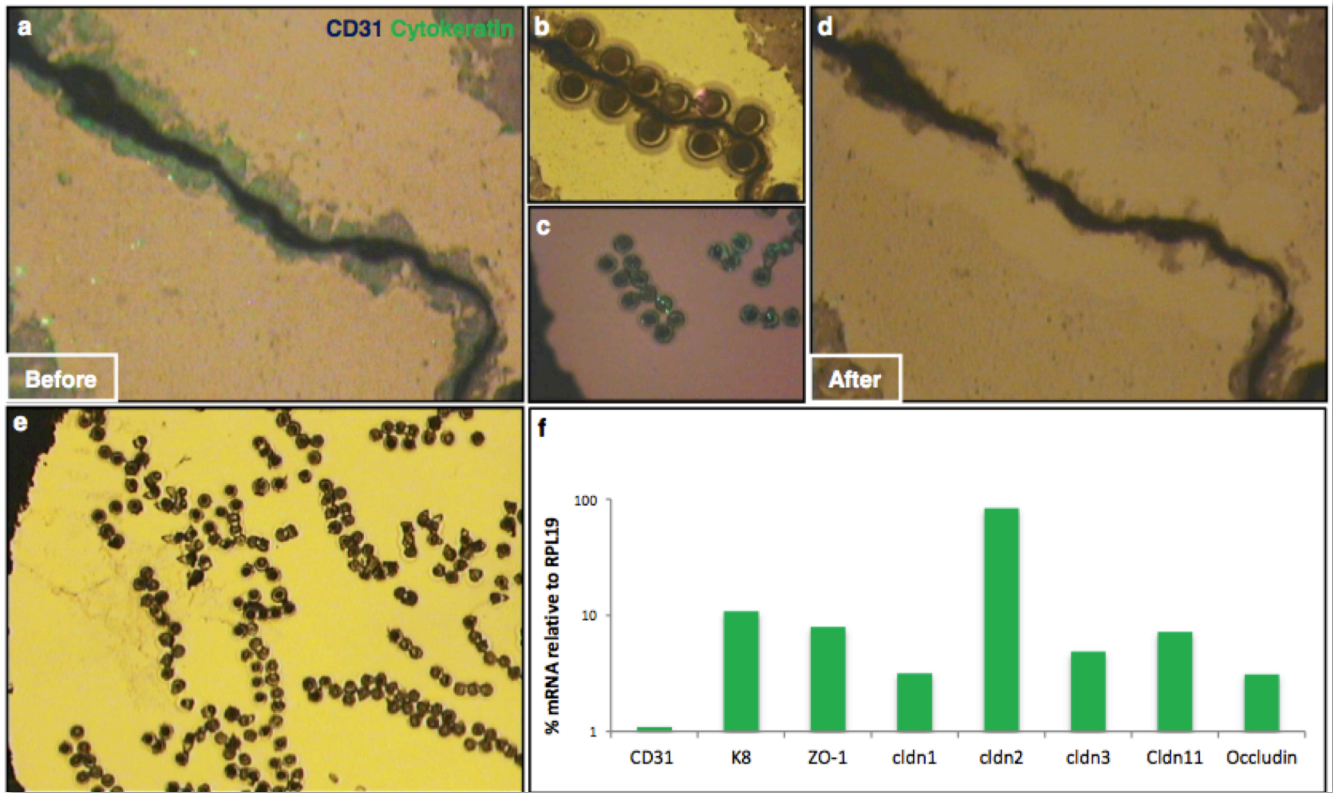 a
CD31 Cytokeratin
Before
b
c
d
After
e
f
% mRNA relative to RPL19
100
10
1
CD31 K8 ZO-1 cldn1 cldn2 cldn3 Cldn11 Occludin